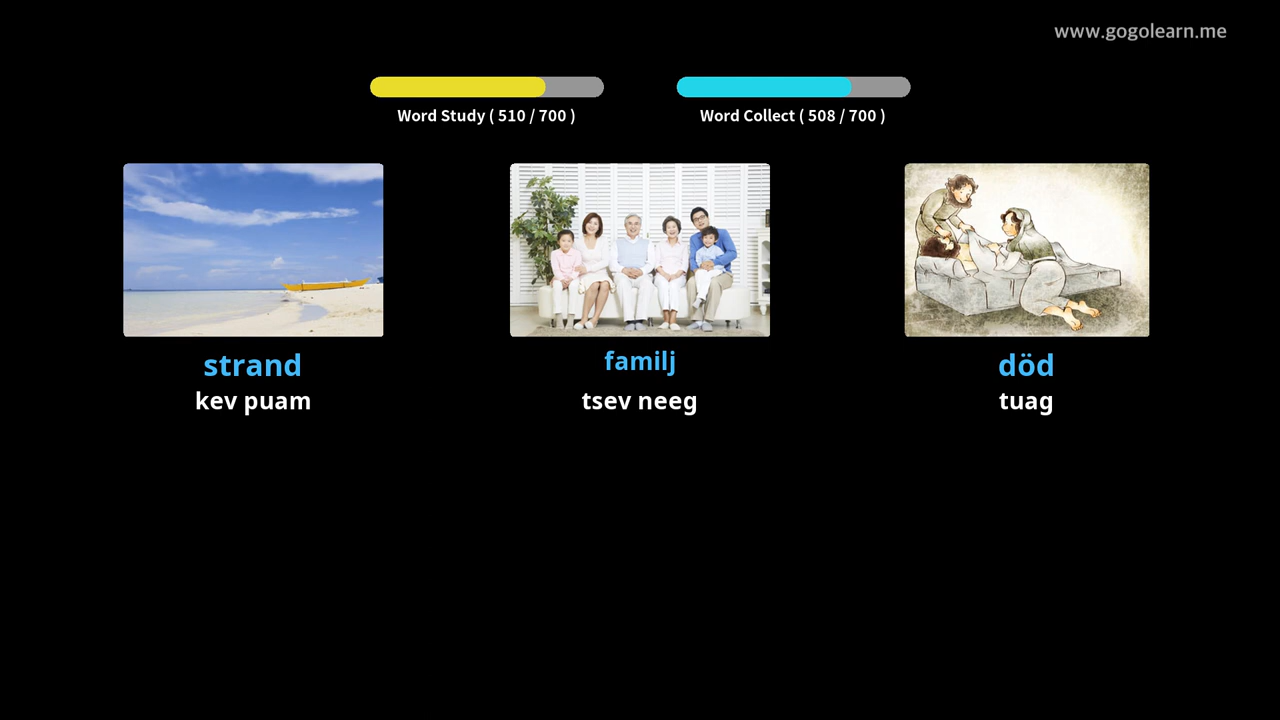 www.gogolearn.me
Word Study ( 510 / 700 )
Word Collect ( 508 / 700 )
strand
familj
död
kev puam
tsev neeg
tuag